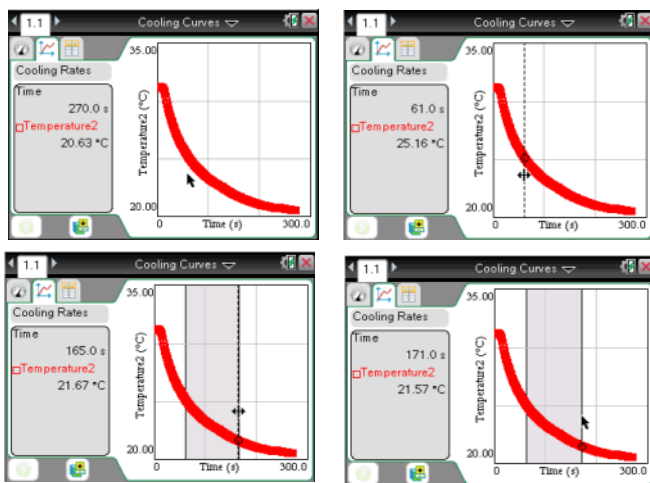 1.1 Cooling Curves
Cooling Rates
Time
270.0 s
Temperature2
20.63 °C
35.00
Temperature2 (°C)
20.00
0 Time (s) 300.0
1.1 Cooling Curves
Cooling Rates
Time
61.0 s
Temperature2
25.16 °C
35.00
Temperature2 (°C)
20.00
0 Time (s) 300.0
1.1 Cooling Curves
Cooling Rates
Time
165.0 s
Temperature2
21.67 °C
35.00
Temperature2 (°C)
20.00
0 Time (s) 300.0
1.1 Cooling Curves
Cooling Rates
Time
171.0 s
Temperature2
21.57 °C
35.00
Temperature2 (°C)
20.00
0 Time (s) 300.0